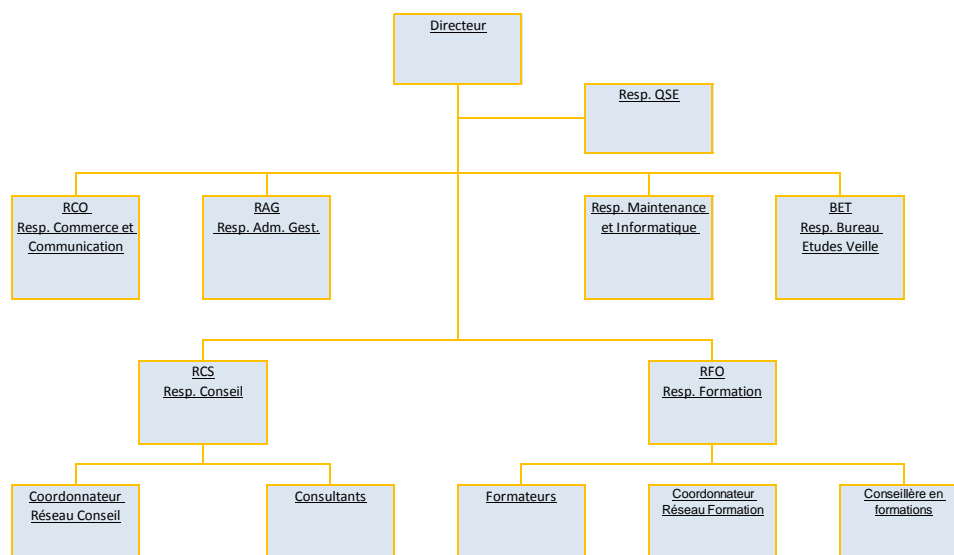 Directeur
Resp. QSE
RCO
Resp. Commerce et
Communication
RAG
Resp. Adm. Gest.
Resp. Maintenance
et Informatique
BET
Resp. Bureau
Etudes Veille
RCS
Resp. Conseil
RFO
Resp. Formation
Coordonnateur
Réseau Conseil
Consultants
Formateurs
Coordonnateur
Réseau Formation
Conseillère en
formations